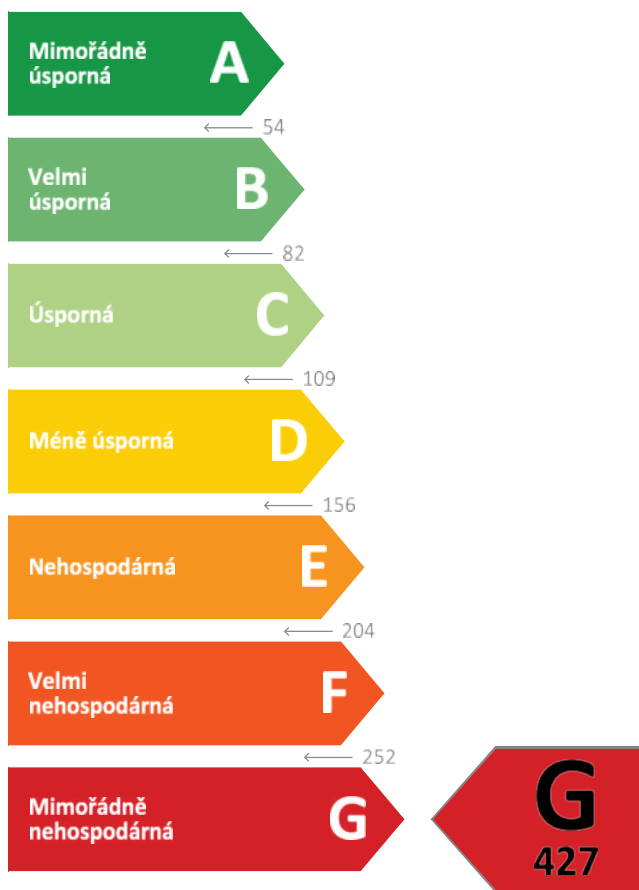 Mimořádně
úsporná
A
54
Velmi
úsporná
B
82
Úsporná
C
109
Méně úsporná
D
156
Nehospodárná
E
204
Velmi
nehospodárná
F
252
Mimořádně
nehospodárná
G
G
427